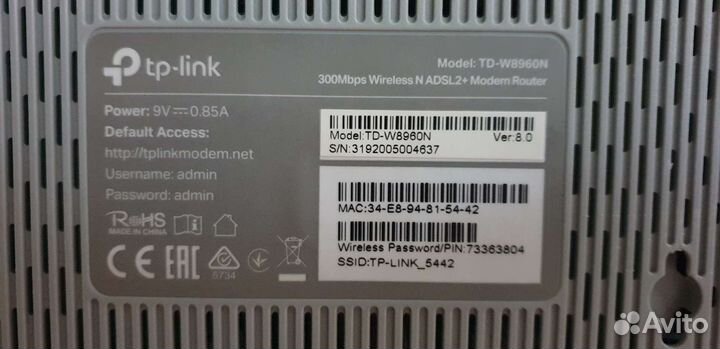 tp-link
Model: TD-W8960N
300Mbps Wireless N ADSL2+ Modem Router
Power: 9V⎓0.85A
Default Access:
http://tplinkmodem.net
Username: admin
Password: admin
RoHS
MADE IN CHINA
CE EAC
5734
Model:TD-W8960N Ver:8.0
S/N:3192005004637
MAC:34-E8-94-81-54-42
Wireless Password/PIN:73363804
SSID:TP-LINK_5442
Avito